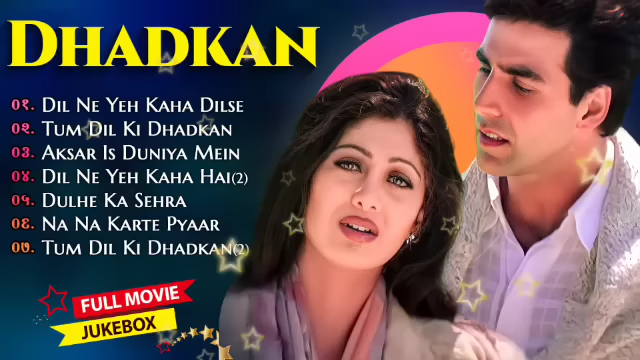 DHADKAN
०१. DIL NE YEH KAHA DILSE
०२. TUM DIL KI DHADKAN
०३. AKSAR IS DUNIYA MEIN
०४. DIL NE YEH KAHA HAI(2)
०५. DULHE KA SEHRA
०६. NA NA KARTE PYAAR
०७. TUM DIL KI DHADKAN(2)
FULL MOVIE
JUKEBOX